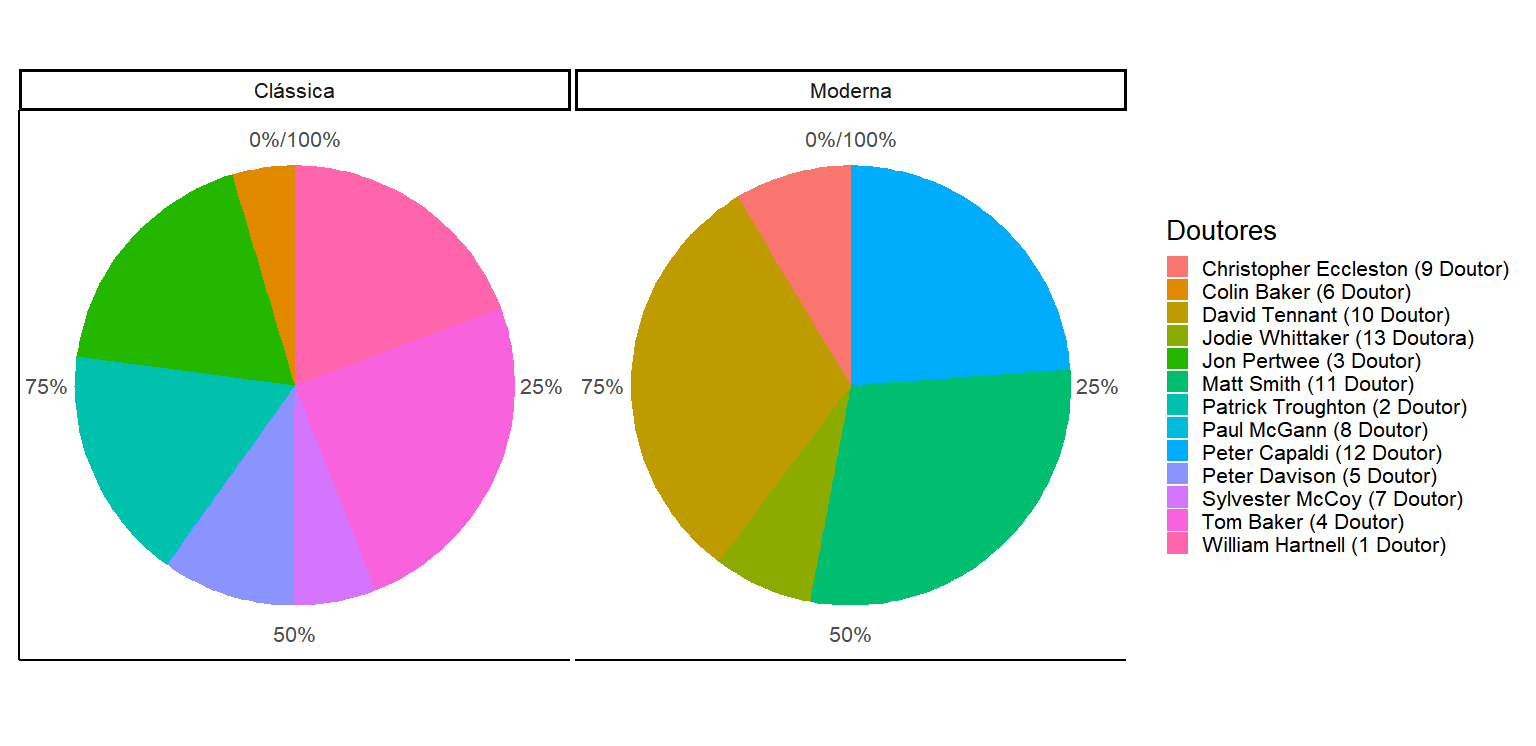 Clássica
0%/100%
75%
25%
50%
Moderna
0%/100%
75%
25%
50%
Doutores
Christopher Eccleston (9 Doutor)
Colin Baker (6 Doutor)
David Tennant (10 Doutor)
Jodie Whittaker (13 Doutora)
Jon Pertwee (3 Doutor)
Matt Smith (11 Doutor)
Patrick Troughton (2 Doutor)
Paul McGann (8 Doutor)
Peter Capaldi (12 Doutor)
Peter Davison (5 Doutor)
Sylvester McCoy (7 Doutor)
Tom Baker (4 Doutor)
William Hartnell (1 Doutor)